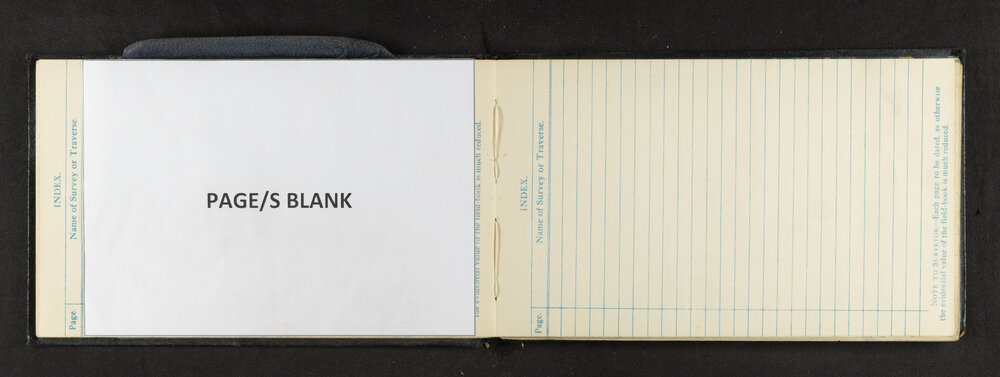 INDEX.
Page.
Name of Survey or Traverse.
PAGE/S BLANK
the evidential value of the field-book is much reduced.
INDEX.
Page.
Name of Survey or Traverse.
NOTE TO SURVEYOR.—Each page to be dated, as otherwise
the evidential value of the field-book is much reduced.